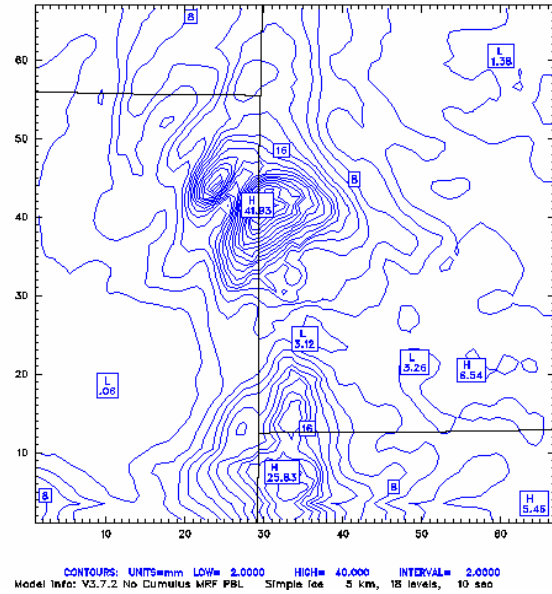 8
60
L
1.38
50
16
8
H
41.83
40
30
L
3.12
L
3.26
H
6.54
20
L
.06
16
10
H
25.83
8
8
H
5.46
10
20
30
40
50
60
CONTOURS: UNITS=mm LOW= 2.0000 HIGH= 40.000 INTERVAL= 2.0000
Model Info: V3.7.2 No Cumulus MRF PBL Simple Ice 5 km, 18 levels, 10 sec